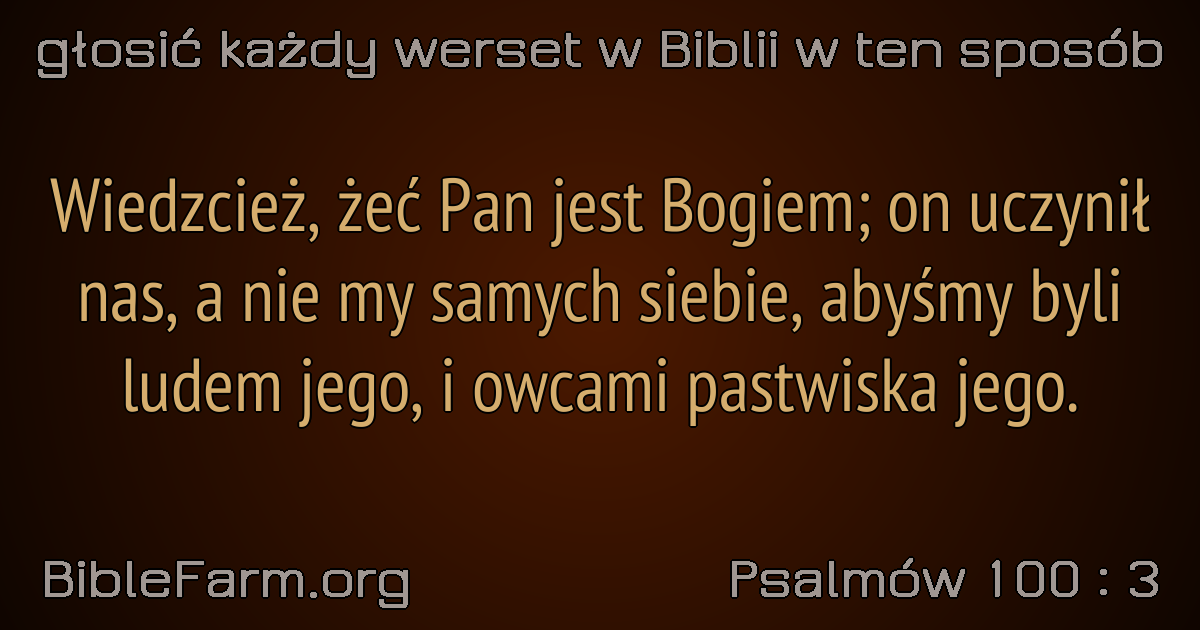 głosić każdy werset w Biblii w ten sposób
Wiedzcież, żeć Pan jest Bogiem; on uczynił
nas, a nie my samych siebie, abyśmy byli
ludem jego, i owcami pastwiska jego.
BibleFarm.org
Psalmów 100 : 3